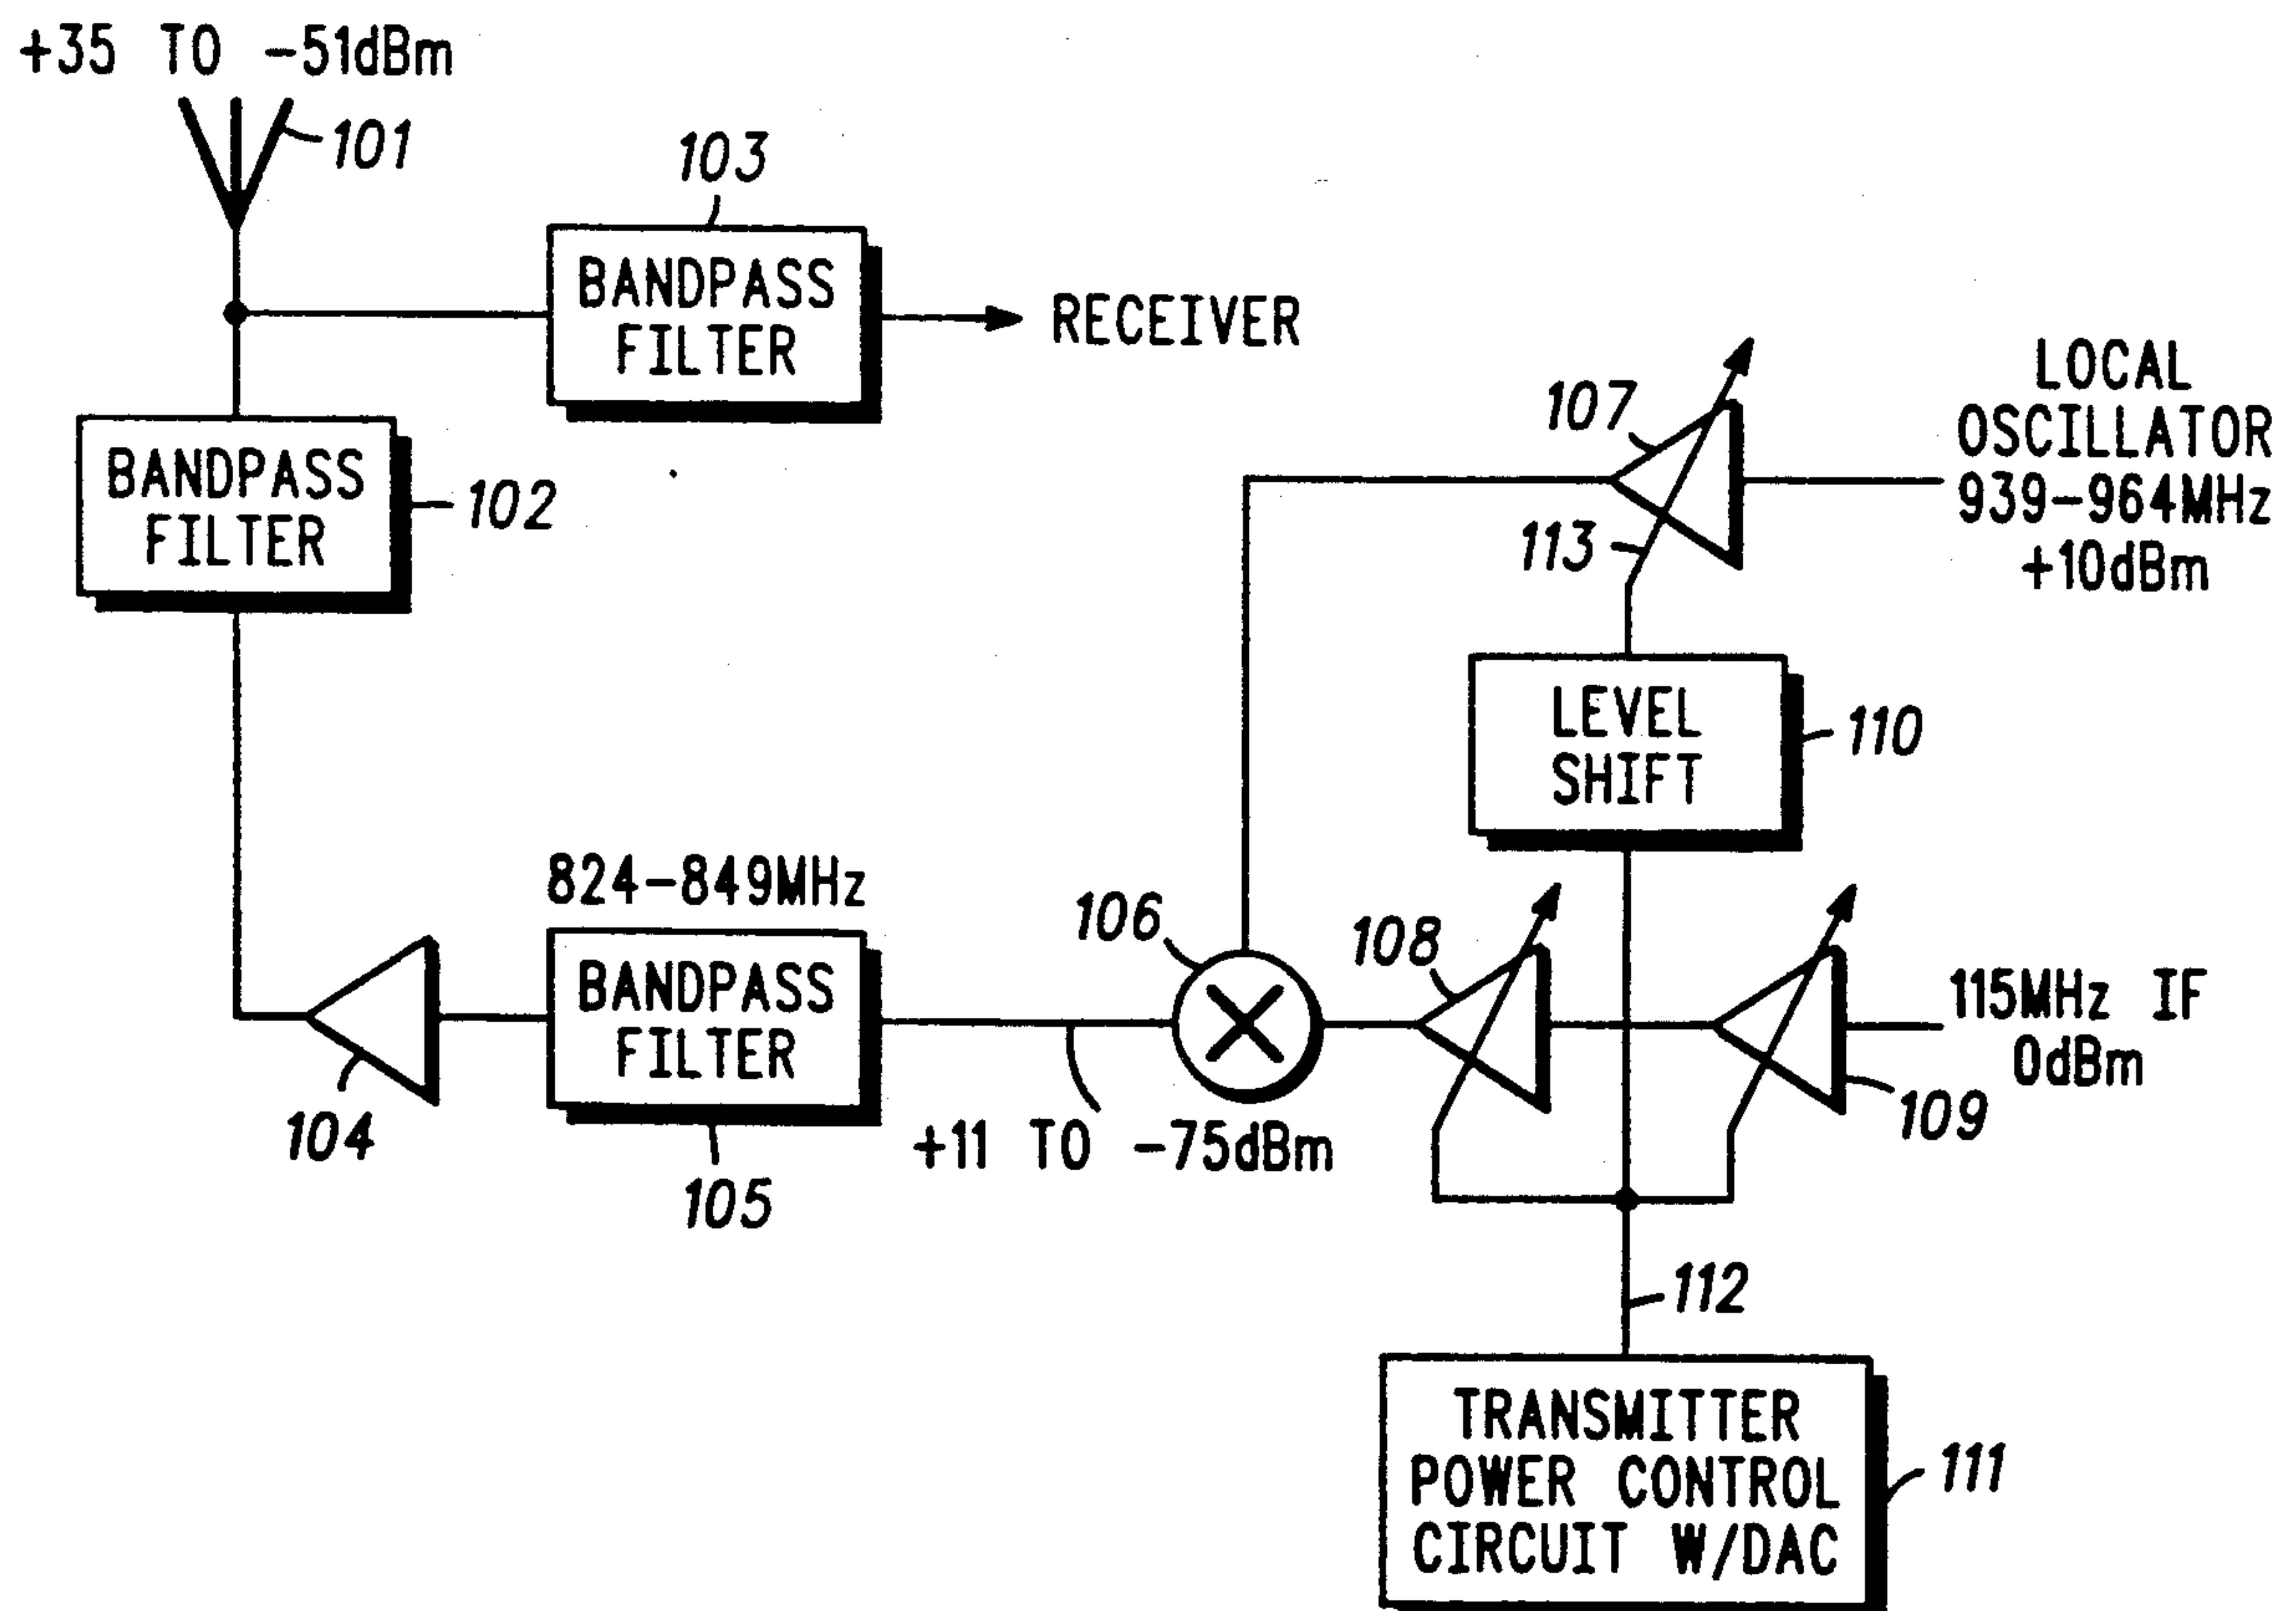 +35 TO -51dBm
101
103
BANDPASS
FILTER
RECEIVER
BANDPASS
FILTER
102
107
LOCAL
OSCILLATOR
939-964MHz
+10dBm
113
LEVEL
SHIFT
110
824-849MHz
BANDPASS
FILTER
104
105
106
+11 TO -75dBm
108
115MHz IF
0dBm
109
112
TRANSMITTER
POWER CONTROL
CIRCUIT W/DAC
111